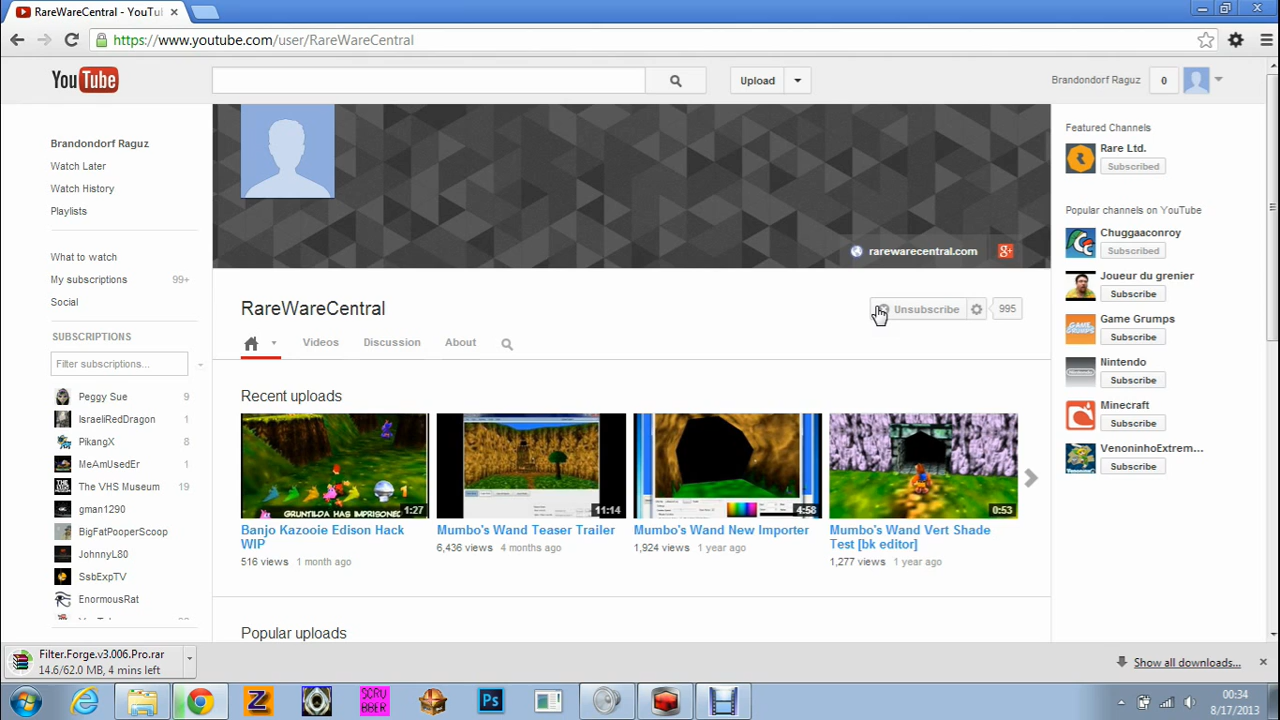 RareWareCentral - YouTu
https://www.youtube.com/user/RareWareCentral
YouTube
Upload
Brandondorf Raguz
0
Brandondorf Raguz
Watch Later
Watch History
Playlists
What to watch
My subscriptions 99+
Social
SUBSCRIPTIONS
Filter subscriptions...
Peggy Sue 9
IsraeliRedDragon 1
PikangX 8
MeAmUsedEr 1
The VHS Museum 19
gman1290
BigFatPooperScoop
JohnnyL80
SsbExpTV
EnormousRat
rarewarecentral.com
g+
RareWareCentral
Unsubscribe
995
Videos
Discussion
About
Recent uploads
GRUNTILDA HAS IMPRISONED
1:27
11:14
4:58
0:53
Banjo Kazooie Edison Hack
WIP
516 views 1 month ago
Mumbo's Wand Teaser Trailer
6,436 views 4 months ago
Mumbo's Wand New Importer
1,924 views 1 year ago
Mumbo's Wand Vert Shade
Test [bk editor]
1,277 views 1 year ago
Popular uploads
Featured Channels
Rare Ltd.
Subscribed
Popular channels on YouTube
Chuggaaconroy
Subscribed
Joueur du grenier
Subscribe
Game Grumps
Subscribe
Nintendo
Subscribe
Minecraft
Subscribe
VenoninhoExtrem...
Subscribe
Filter.Forge.v3.006.Pro.rar
14.6/62.0 MB, 4 mins left
Show all downloads...
SCRUBBER
Ps
00:34
8/17/2013